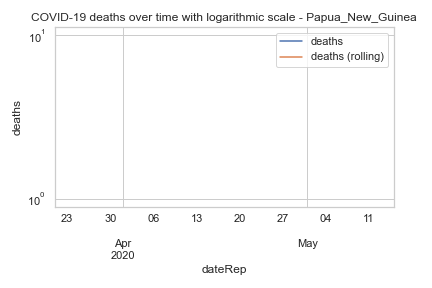 COVID-19 deaths over time with logarithmic scale - Papua_New_Guinea
deaths
deaths (rolling)
10¹
deaths
10⁰
23 30 06 13 20 27 04 11
Apr May
2020
dateRep